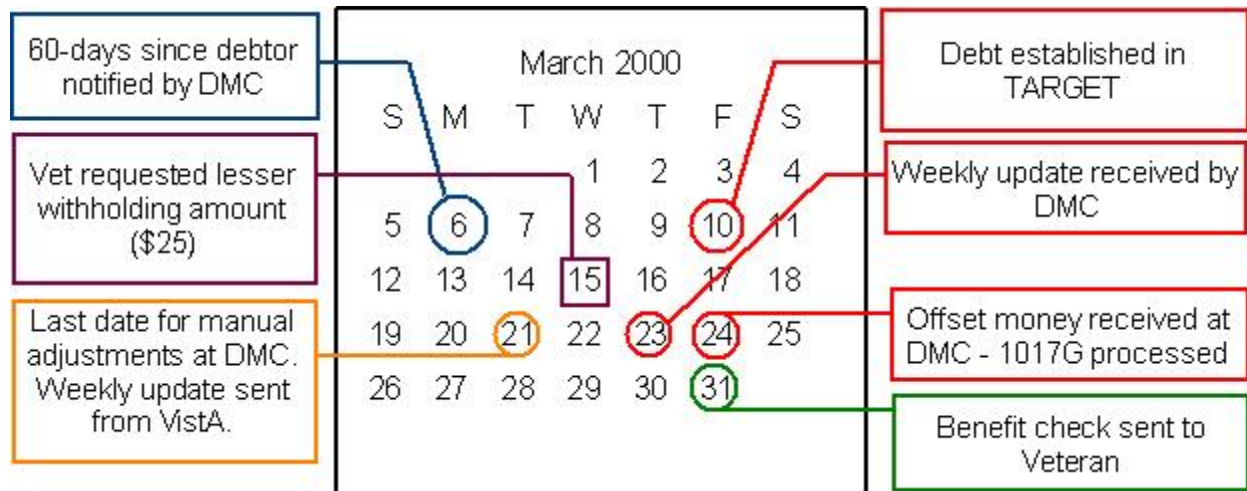 60-days since debtor
notified by DMC
Vet requested lesser
withholding amount
($25)
Last date for manual
adjustments at DMC.
Weekly update sent
from VistA.
March 2000
S M T W T F S
1 2 3 4
5 6 7 8 9 10 11
12 13 14 15 16 17 18
19 20 21 22 23 24 25
26 27 28 29 30 31
Debt established in
TARGET
Weekly update received by
DMC
Offset money received at
DMC - 1017G processed
Benefit check sent to
Veteran